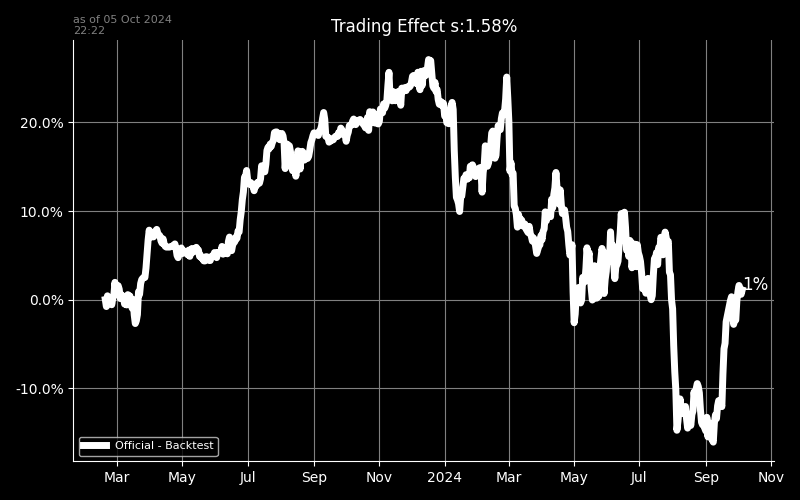 as of 05 Oct 2024
22:22
Trading Effect s:1.58%
20.0%
10.0%
0.0%
-10.0%
1%
Official - Backtest
Mar May Jul Sep Nov 2024 Mar May Jul Sep Nov